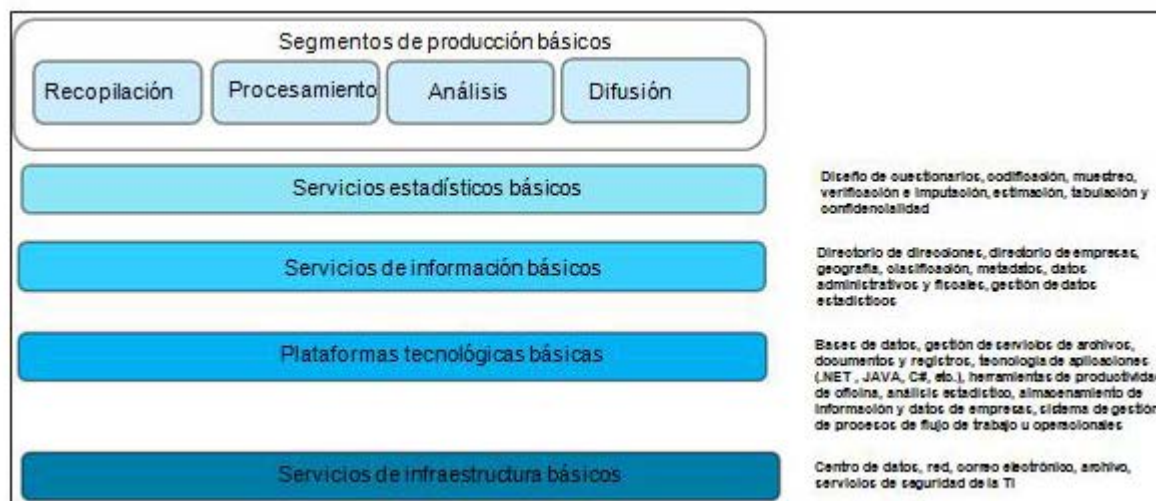 Segmentos de producción básicos
Recopilación
Procesamiento
Análisis
Difusión
Servicios estadísticos básicos
Diseño de cuestionarios, codificación, muestreo,
verificación e imputación, estimación, tabulación y
confidencialidad
Servicios de información básicos
Directorio de direcciones, directorio de empresas,
geografía, clasificación, metadatos, datos
administrativos y fiscales, gestión de datos
estadísticos
Plataformas tecnológicas básicas
Bases de datos, gestión de servicios de archivos,
documentos y registros, tecnología de aplicaciones
(.NET , JAVA, C#, etc.), herramientas de productivida
de oficina, análisis estadístico, almacenamiento de
información y datos de empresas, sistema de gestión
de procesos de flujo de trabajo u operacionales
Servicios de infraestructura básicos
Centro de datos, red, correo electrónico, archivo,
servicios de seguridad de la TI